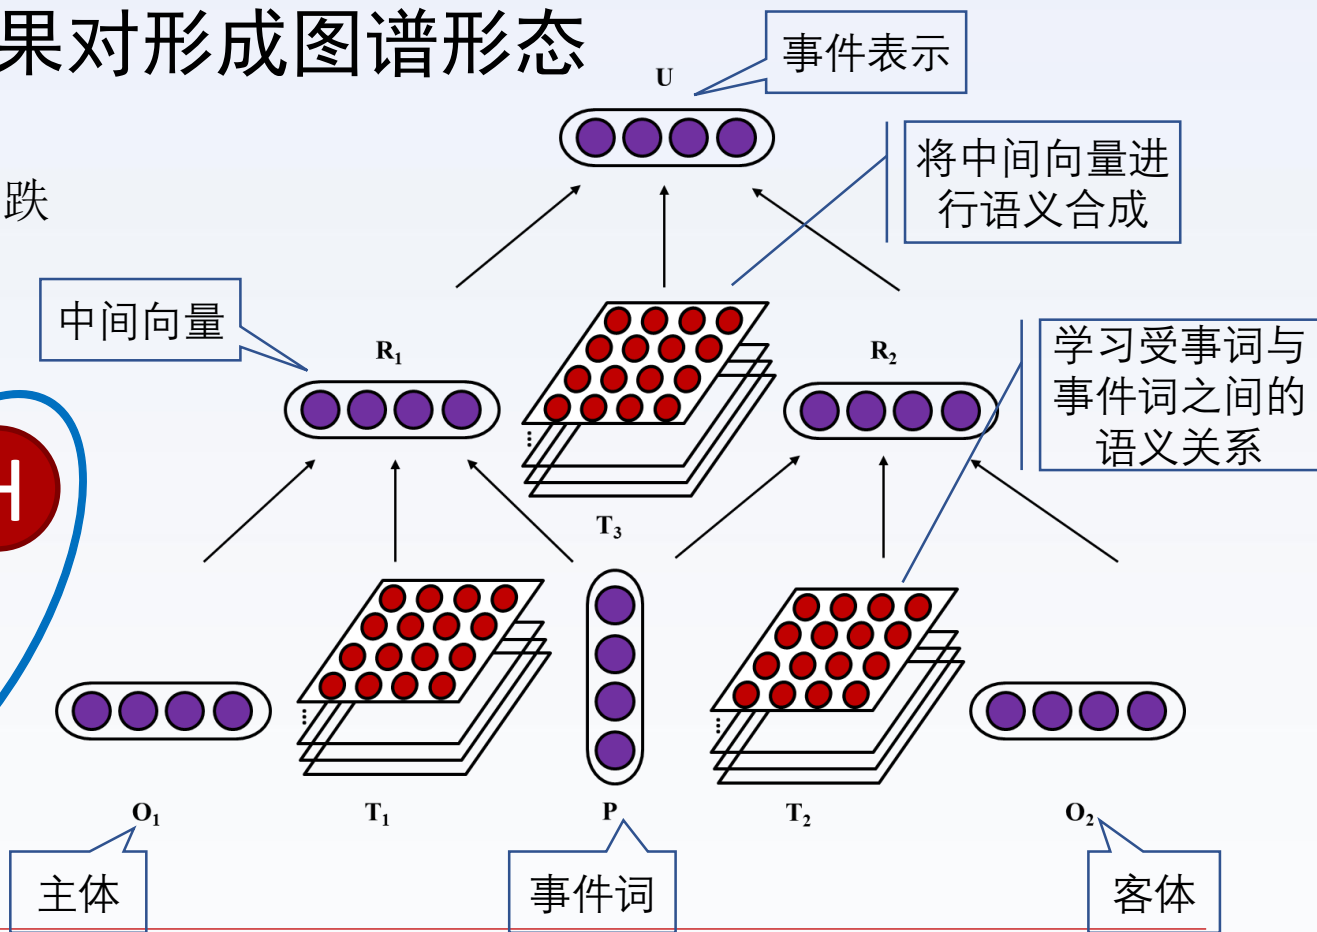 果对形成图谱形态
事件表示
U
将中间向量进
行语义合成
跌
中间向量
R₁
R₂
学习受事词与
事件词之间的
语义关系
H
T₃
O₁
T₁
P
T₂
O₂
主体
事件词
客体